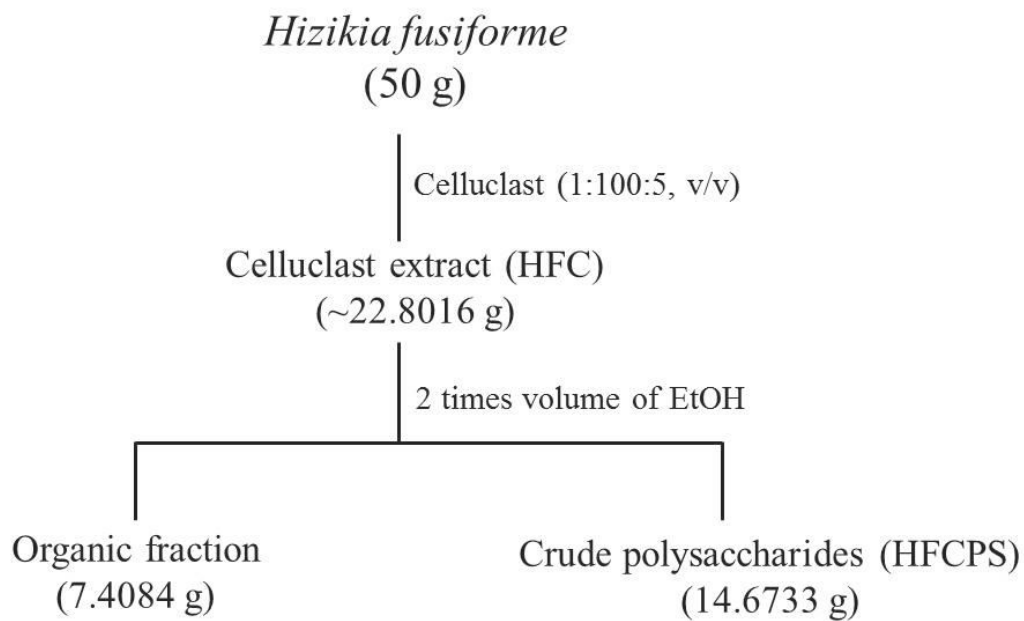 Hizikia fusiforme
(50 g)
Celluclast (1:100:5, v/v)
Celluclast extract (HFC)
(~22.8016 g)
2 times volume of EtOH
Organic fraction
(7.4084 g)
Crude polysaccharides (HFCPS)
(14.6733 g)